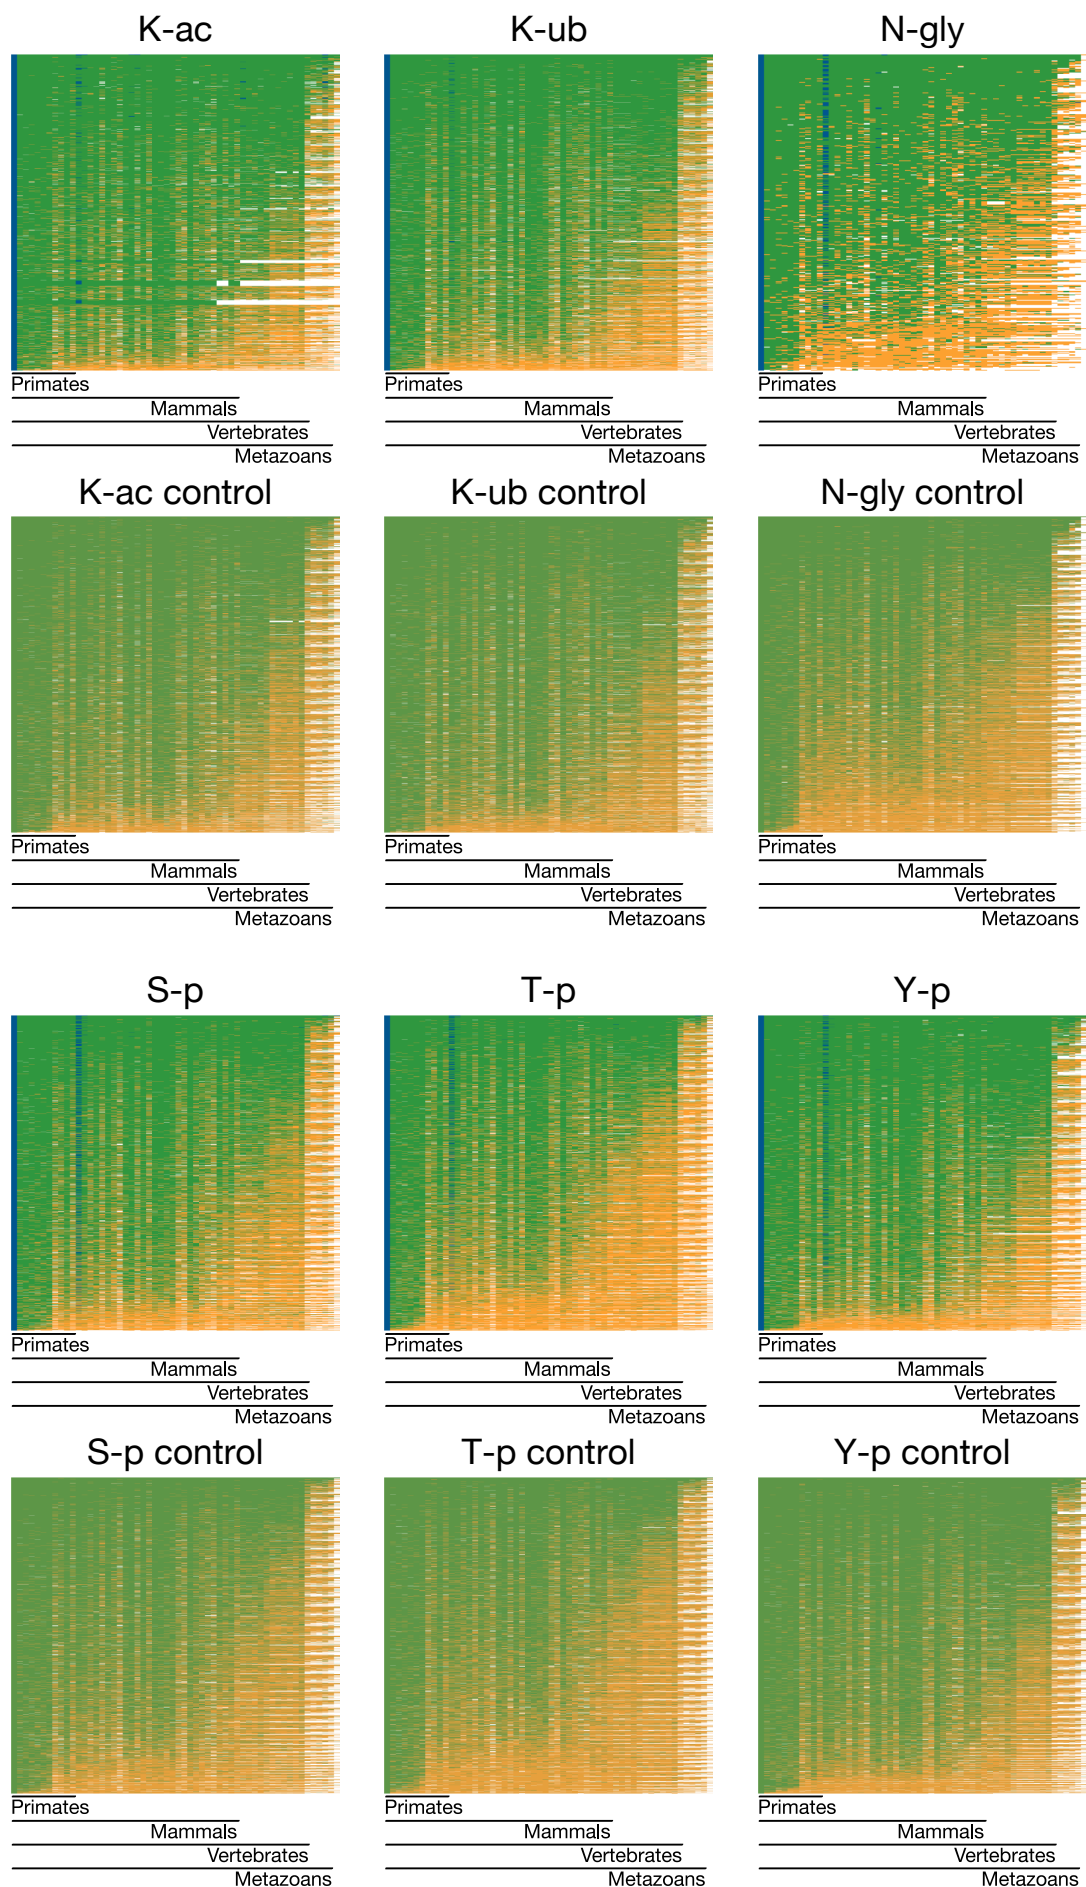 K-ac K-ub N-gly
Primates Primates Primates
Mammals Mammals Mammals
Vertebrates Vertebrates Vertebrates
Metazoans Metazoans Metazoans
K-ac control K-ub control N-gly control
Primates Primates Primates
Mammals Mammals Mammals
Vertebrates Vertebrates Vertebrates
Metazoans Metazoans Metazoans
S-p T-p Y-p
Primates Primates Primates
Mammals Mammals Mammals
Vertebrates Vertebrates Vertebrates
Metazoans Metazoans Metazoans
S-p control T-p control Y-p control
Primates Primates Primates
Mammals Mammals Mammals
Vertebrates Vertebrates Vertebrates
Metazoans Metazoans Metazoans